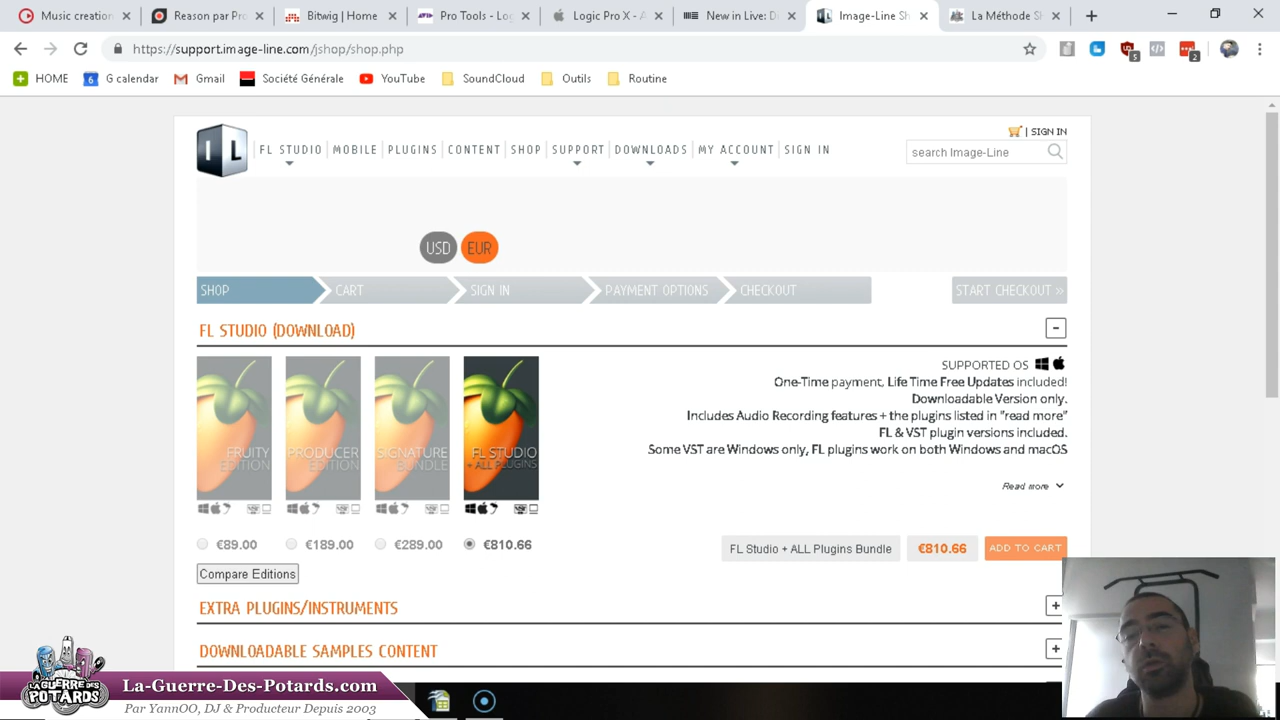 Music creation
Reason par Pro
Bitwig | Home
Pro Tools - Log
Logic Pro X - A
New in Live: Di
Image-Line Sh
La Méthode S
https://support.image-line.com/jshop/shop.php
5
2
HOME
6
G calendar
Gmail
Société Générale
YouTube
SoundCloud
Outils
Routine
IL
FL STUDIO
MOBILE
PLUGINS
CONTENT
SHOP
SUPPORT
DOWNLOADS
MY ACCOUNT
SIGN IN
| SIGN IN
search Image-Line
USD
EUR
SHOP
CART
SIGN IN
PAYMENT OPTIONS
CHECKOUT
START CHECKOUT »
FL STUDIO (DOWNLOAD)
FRUITY
EDITION
PRODUCER
EDITION
SIGNATURE
BUNDLE
FL STUDIO
+ ALL PLUGINS
SUPPORTED OS
One-Time payment, Life Time Free Updates included!
Downloadable Version only.
Includes Audio Recording features + the plugins listed in "read more"
FL & VST plugin versions included.
Some VST are Windows only, FL plugins work on both Windows and macOS
Read more
€89.00
€189.00
€289.00
€810.66
FL Studio + ALL Plugins Bundle
€810.66
ADD TO CART
Compare Editions
EXTRA PLUGINS/INSTRUMENTS
DOWNLOADABLE SAMPLES CONTENT
LA GUERRE DES
POTARDS
La-Guerre-Des-Potards.com
Par YannOO, DJ & Producteur Depuis 2003